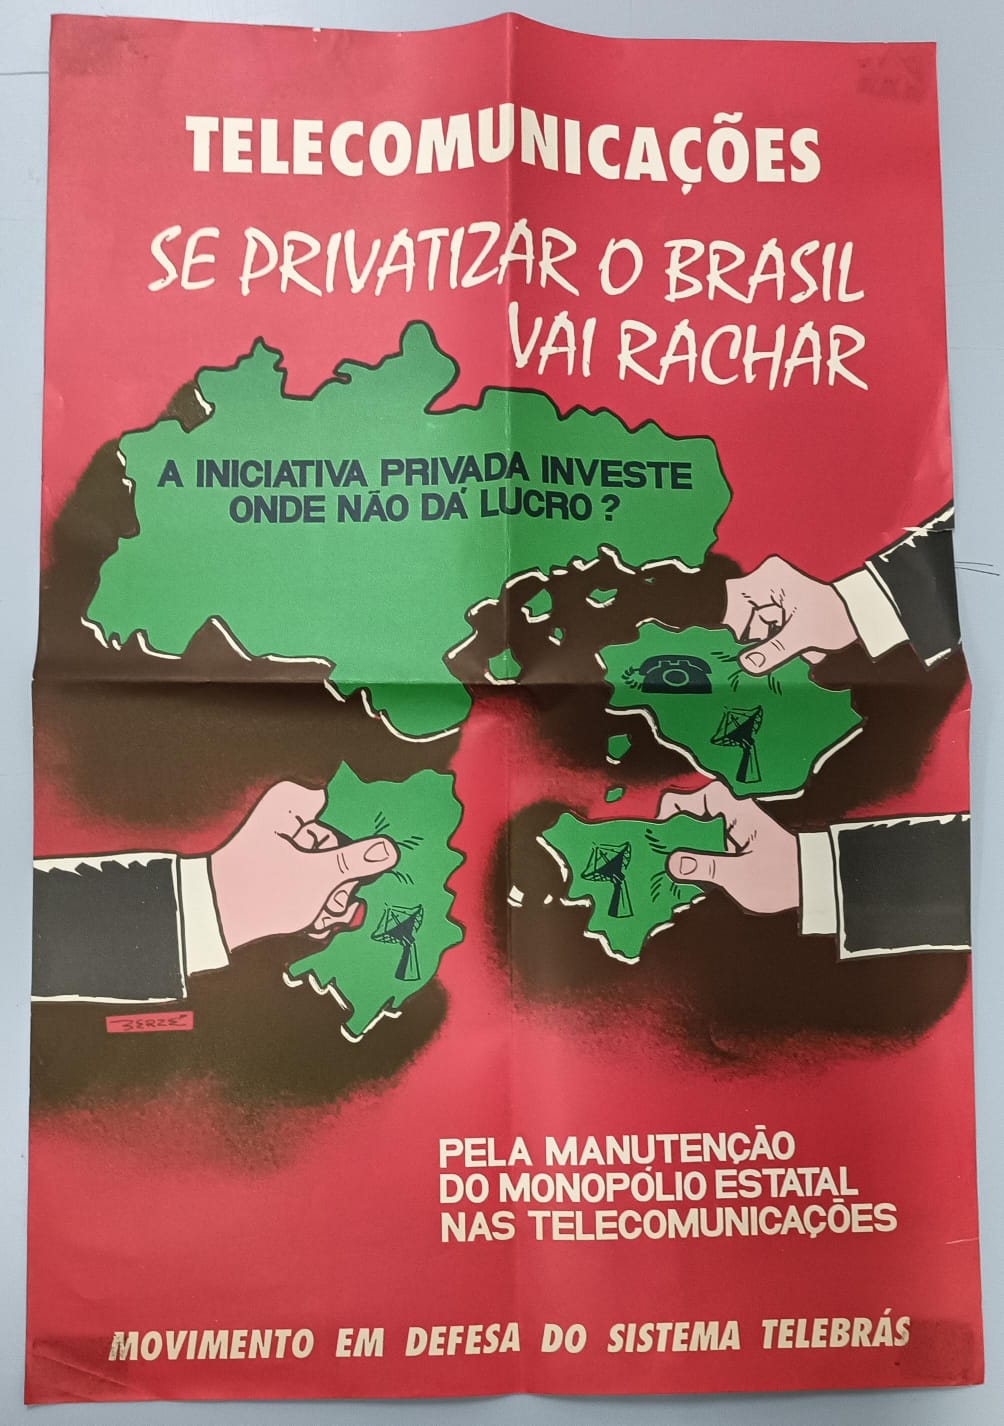 TELECOMUNICAÇÕES
SE PRIVATIZAR O BRASIL
VAI RACHAR
A INICIATIVA PRIVADA INVESTE
ONDE NÃO DÁ LUCRO?
BERZÉ
PELA MANUTENÇÃO
DO MONOPÓLIO ESTATAL
NAS TELECOMUNICAÇÕES
MOVIMENTO EM DEFESA DO SISTEMA TELEBRÁS